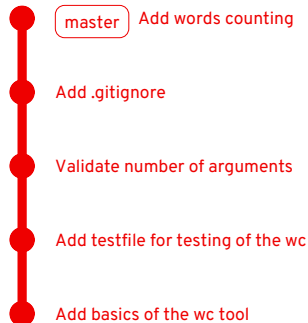 master Add words counting
Add .gitignore
Validate number of arguments
Add testfile for testing of the wc
Add basics of the wc tool